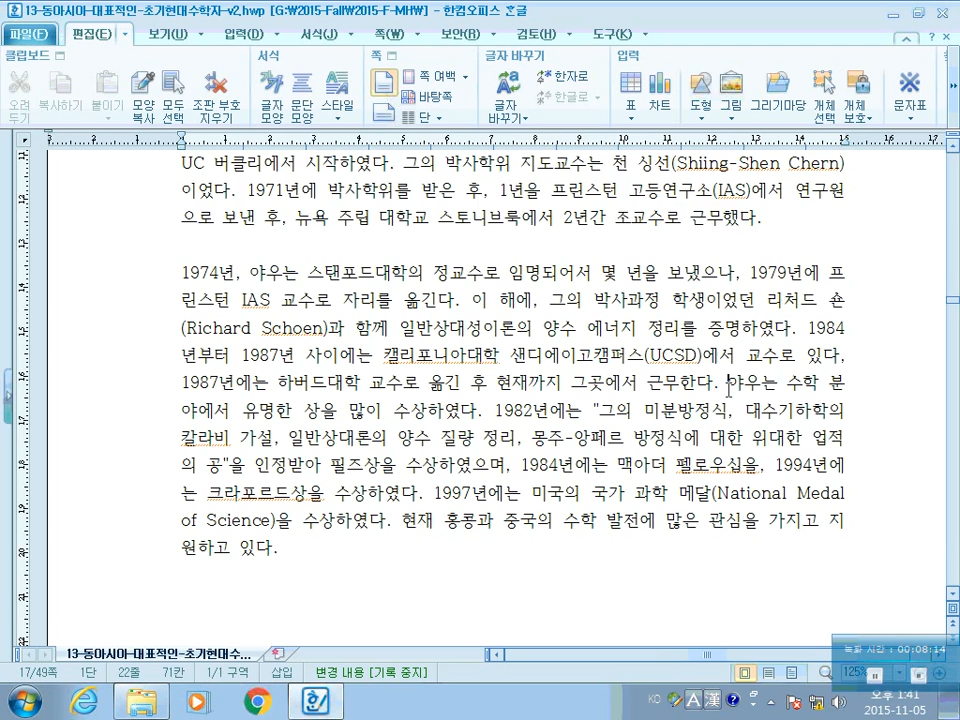 13-동아시아-대표적인-초기현대수학자-v2.hwp [G:\2015-Fall\2015-F-MH\] - 한컴오피스 한글
파일(F) 편집(E) 보기(U) 입력(D) 서식(J) 쪽(W) 보안(R) 검토(H) 도구(K)
클립보드 서식 쪽 글자 바꾸기 입력
오려 두기 복사하기 붙이기 모양 복사 모두 선택 조판 부호 지우기 글자 모양 문단 모양 스타일 쪽 여백 바탕쪽 단 글자 바꾸기 한자로 한글로 표 차트 도형 그림 그리기마당 개체 선택 개체 보호 문자표
3 2 1 1 2 3 4 5 6 7 8 9 10 11 12 13 14 15 16 17
UC 버클리에서 시작하였다. 그의 박사학위 지도교수는 천 싱선(Shiing-Shen Chern)
이었다. 1971년에 박사학위를 받은 후, 1년을 프린스턴 고등연구소(IAS)에서 연구원
으로 보낸 후, 뉴욕 주립 대학교 스토니브룩에서 2년간 조교수로 근무했다.
1974년, 야우는 스탠포드대학의 정교수로 임명되어서 몇 년을 보냈으나, 1979년에 프
린스턴 IAS 교수로 자리를 옮긴다. 이 해에, 그의 박사과정 학생이었던 리처드 숀
(Richard Schoen)과 함께 일반상대성이론의 양수 에너지 정리를 증명하였다. 1984
년부터 1987년 사이에는 캘리포니아대학 샌디에이고캠퍼스(UCSD)에서 교수로 있다,
1987년에는 하버드대학 교수로 옮긴 후 현재까지 그곳에서 근무한다. 야우는 수학 분
야에서 유명한 상을 많이 수상하였다. 1982년에는 "그의 미분방정식, 대수기하학의
칼라비 가설, 일반상대론의 양수 질량 정리, 몽주-앙페르 방정식에 대한 위대한 업적
의 공"을 인정받아 필즈상을 수상하였으며, 1984년에는 맥아더 펠로우십을, 1994년에
는 크라포르드상을 수상하였다. 1997년에는 미국의 국가 과학 메달(National Medal
of Science)을 수상하였다. 현재 홍콩과 중국의 수학 발전에 많은 관심을 가지고 지
원하고 있다.
13-동아시아-대표적인-초기현대수...
녹화 시간 : 00:08:14
17/49쪽 1단 22줄 71칸 1/1 구역 삽입 변경 내용 [기록 중지] 125%
KO A 漢
오후 1:41
2015-11-05